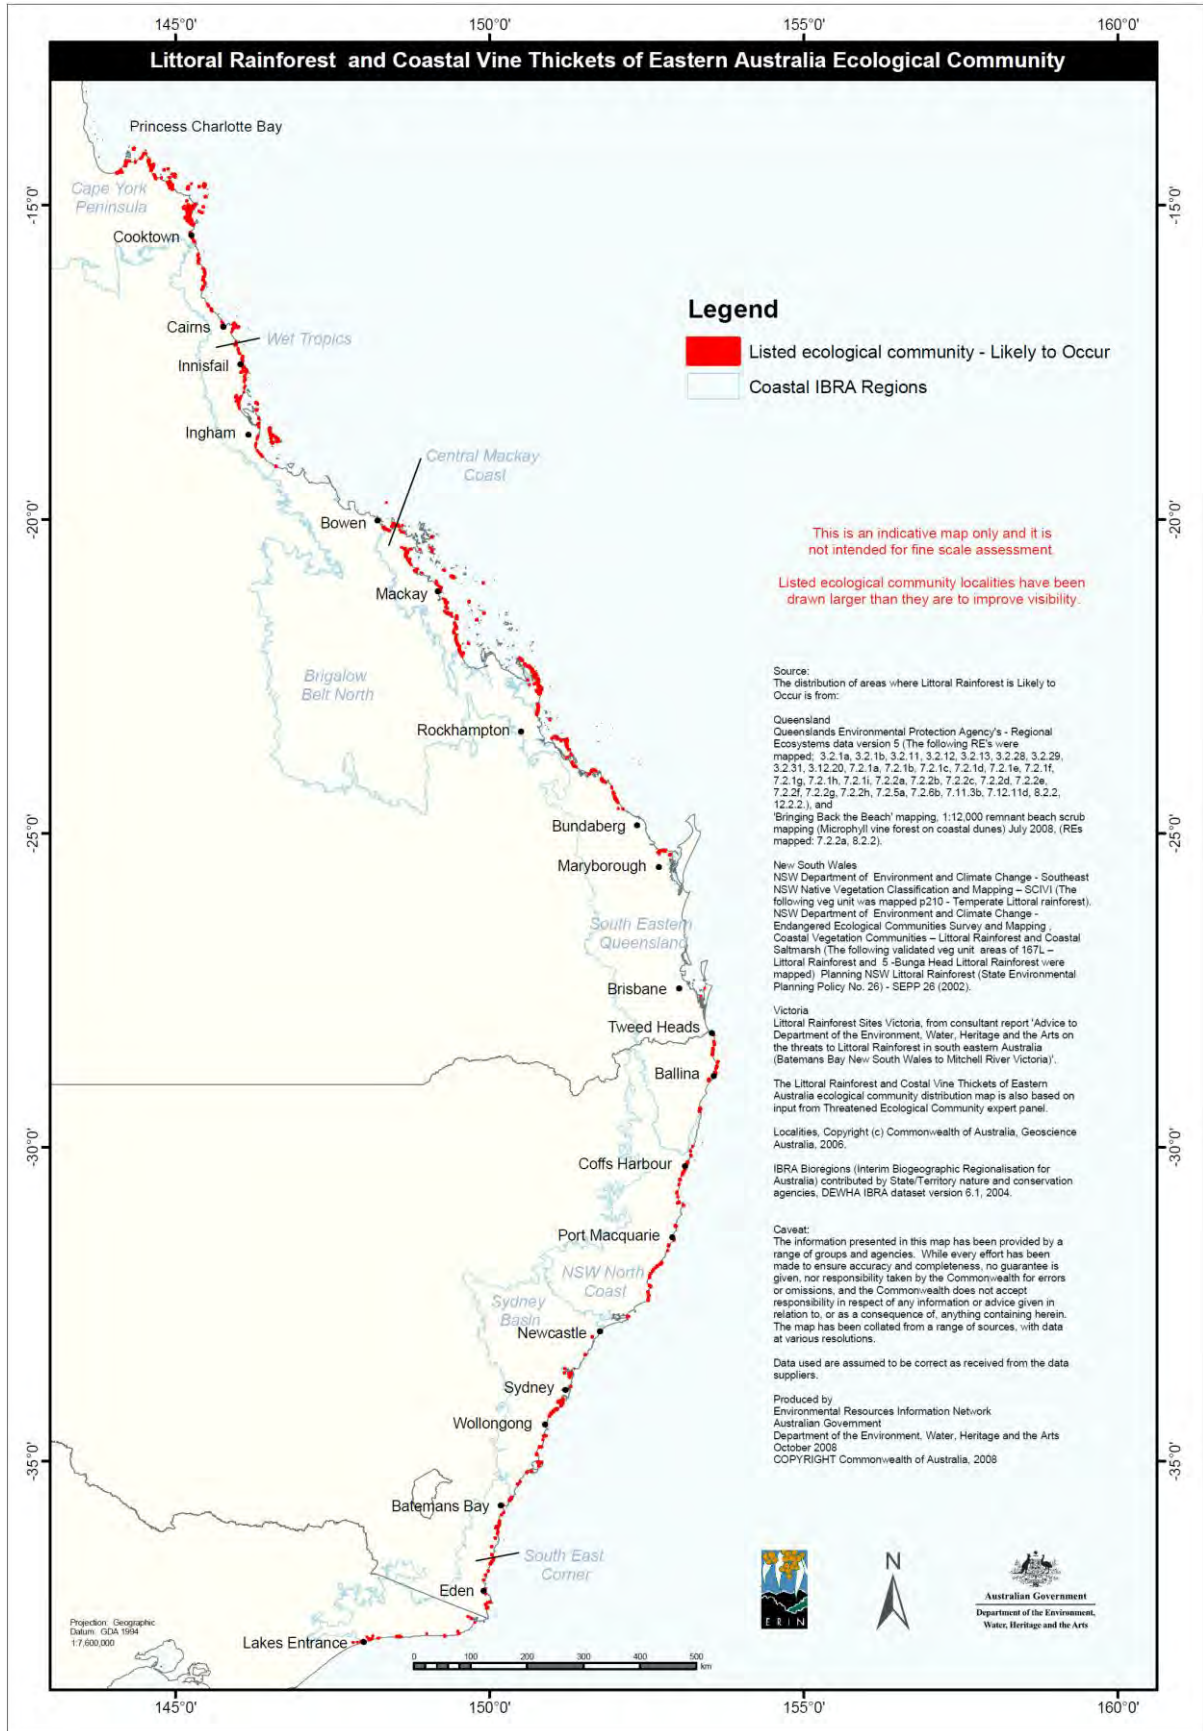 145°0'
150°0'
155°0'
160°0'
Littoral Rainforest and Coastal Vine Thickets of Eastern Australia Ecological Community
Princess Charlotte Bay
Cape York
Peninsula
-15°0'
-15°0'
Cooktown
Cairns
Wet Tropics
Innisfail
Ingham
Legend
Listed ecological community - Likely to Occur
Coastal IBRA Regions
Central Mackay
Coast
-20°0'
-20°0'
Bowen
Mackay
This is an indicative map only and it is
not intended for fine scale assessment
Listed ecological community localities have been
drawn larger than they are to improve visibility.
Brigalow
Belt North
Rockhampton
Bundaberg
-25°0'
-25°0'
Maryborough
South Eastern
Queensland
Brisbane
Tweed Heads
Ballina
-30°0'
-30°0'
Coffs Harbour
Port Macquarie
NSW North
Coast
Sydney
Basin
Newcastle
Sydney
Wollongong
-35°0'
-35°0'
Batemans Bay
South East
Corner
Eden
Lakes Entrance
Source:
The distribution of areas where Littoral Rainforest is Likely to
Occur is from:
Queensland
Queenslands Environmental Protection Agency's - Regional
Ecosystems data version 5 (The following RE's were
mapped; 3.2.1a, 3.2.1b, 3.2.11, 3.2.12, 3.2.13, 3.2.28, 3.2.29,
3.2.31, 3.12.20, 7.2.1a, 7.2.1b, 7.2.1c, 7.2.1d, 7.2.1e, 7.2.1f,
7.2.1g, 7.2.1h, 7.2.1i, 7.2.2a, 7.2.2b, 7.2.2c, 7.2.2d, 7.2.2e,
7.2.2f, 7.2.2g, 7.2.2h, 7.2.5a, 7.2.6b, 7.11.3b, 7.12.11d, 8.2.2,
12.2.2.), and
'Bringing Back the Beach' mapping, 1:12,000 remnant beach scrub
mapping (Microphyll vine forest on coastal dunes) July 2008, (REs
mapped: 7.2.2a, 8.2.2).
New South Wales
NSW Department of Environment and Climate Change - Southeast
NSW Native Vegetation Classification and Mapping – SCIVI (The
following veg unit was mapped p210 - Temperate Littoral rainforest).
NSW Department of Environment and Climate Change -
Endangered Ecological Communities Survey and Mapping ,
Coastal Vegetation Communities – Littoral Rainforest and Coastal
Saltmarsh (The following validated veg unit areas of 167L –
Littoral Rainforest and 5 -Bunga Head Littoral Rainforest were
mapped) Planning NSW Littoral Rainforest (State Environmental
Planning Policy No. 26) - SEPP 26 (2002).
Victoria
Littoral Rainforest Sites Victoria, from consultant report 'Advice to
Department of the Environment, Water, Heritage and the Arts on
the threats to Littoral Rainforest in south eastern Australia
(Batemans Bay New South Wales to Mitchell River Victoria)'.
The Littoral Rainforest and Costal Vine Thickets of Eastern
Australia ecological community distribution map is also based on
input from Threatened Ecological Community expert panel.
Localities, Copyright (c) Commonwealth of Australia, Geoscience
Australia, 2006.
IBRA Bioregions (Interim Biogeographic Regionalisation for
Australia) contributed by State/Territory nature and conservation
agencies, DEWHA IBRA dataset version 6.1, 2004.
Caveat:
The information presented in this map has been provided by a
range of groups and agencies. While every effort has been
made to ensure accuracy and completeness, no guarantee is
given, nor responsibility taken by the Commonwealth for errors
or omissions, and the Commonwealth does not accept
responsibility in respect of any information or advice given in
relation to, or as a consequence of, anything containing herein.
The map has been collated from a range of sources, with data
at various resolutions.
Data used are assumed to be correct as received from the data
suppliers.
Produced by
Environmental Resources Information Network
Australian Government
Department of the Environment, Water, Heritage and the Arts
October 2008
COPYRIGHT Commonwealth of Australia, 2008
ERIN
N
Australian Government
Department of the Environment,
Water, Heritage and the Arts
Projection: Geographic
Datum: GDA 1994
1:7,600,000
0 100 200 300 400 500
km
145°0'
150°0'
155°0'
160°0'